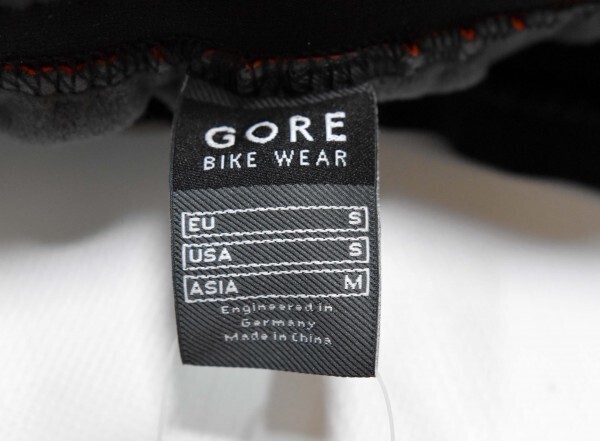 GORE
BIKE WEAR
EU S
USA S
ASIA M
Engineered in
Germany
Made in China